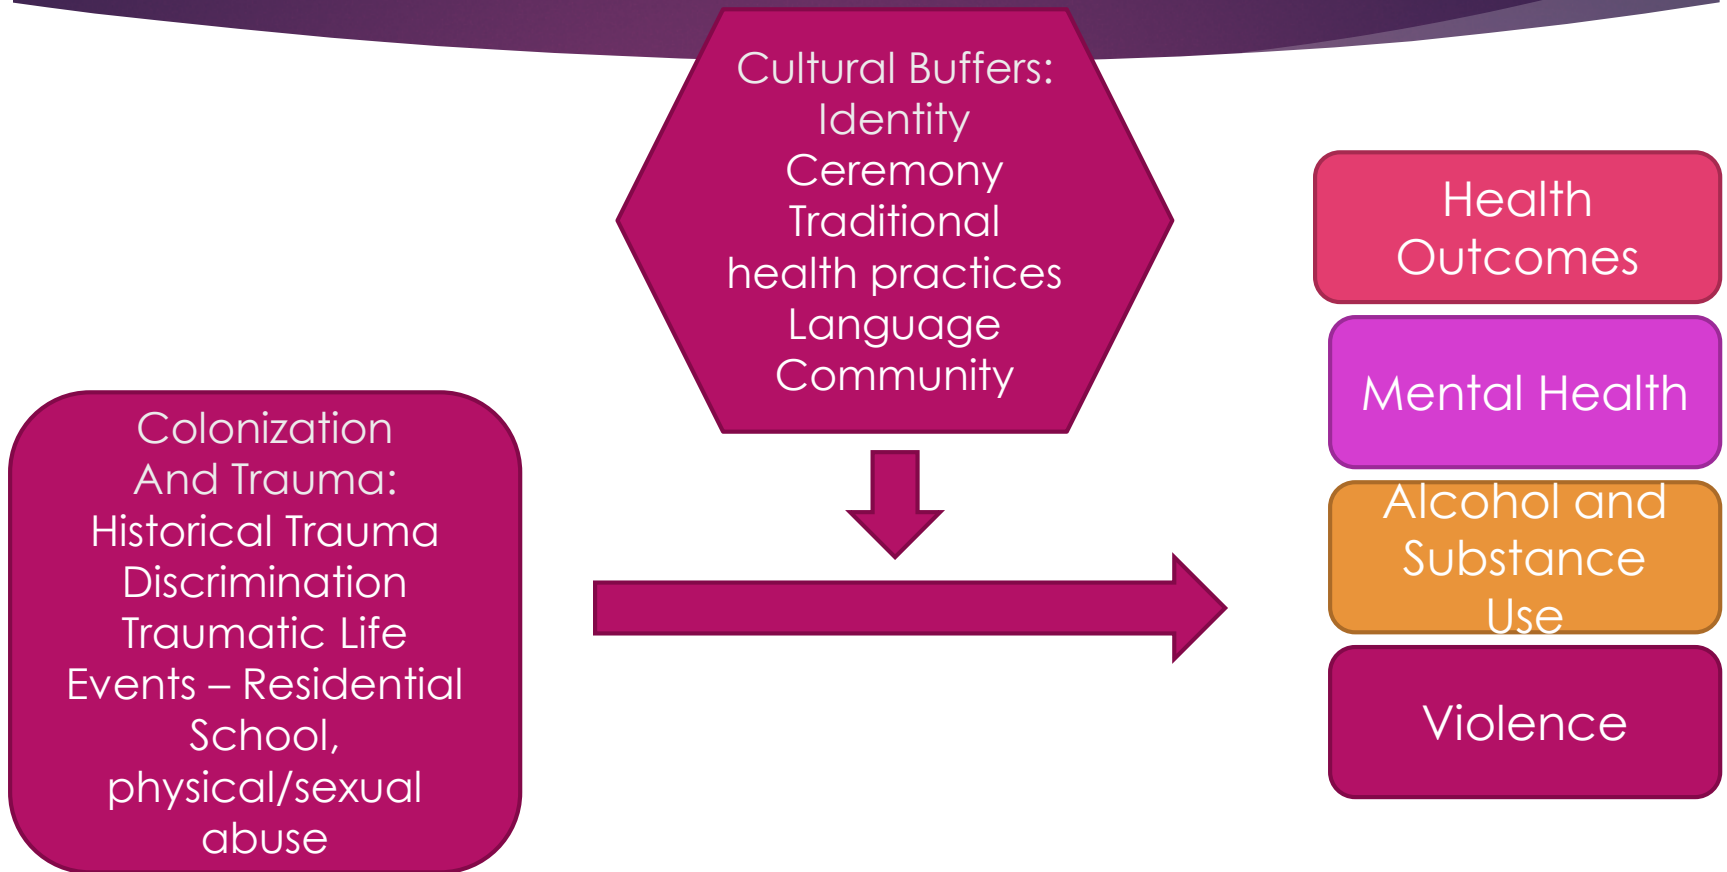 Cultural Buffers:
Identity
Ceremony
Traditional
health practices
Language
Community
Colonization
And Trauma:
Historical Trauma
Discrimination
Traumatic Life
Events – Residential
School,
physical/sexual
abuse
Health
Outcomes
Mental Health
Alcohol and
Substance
Use
Violence